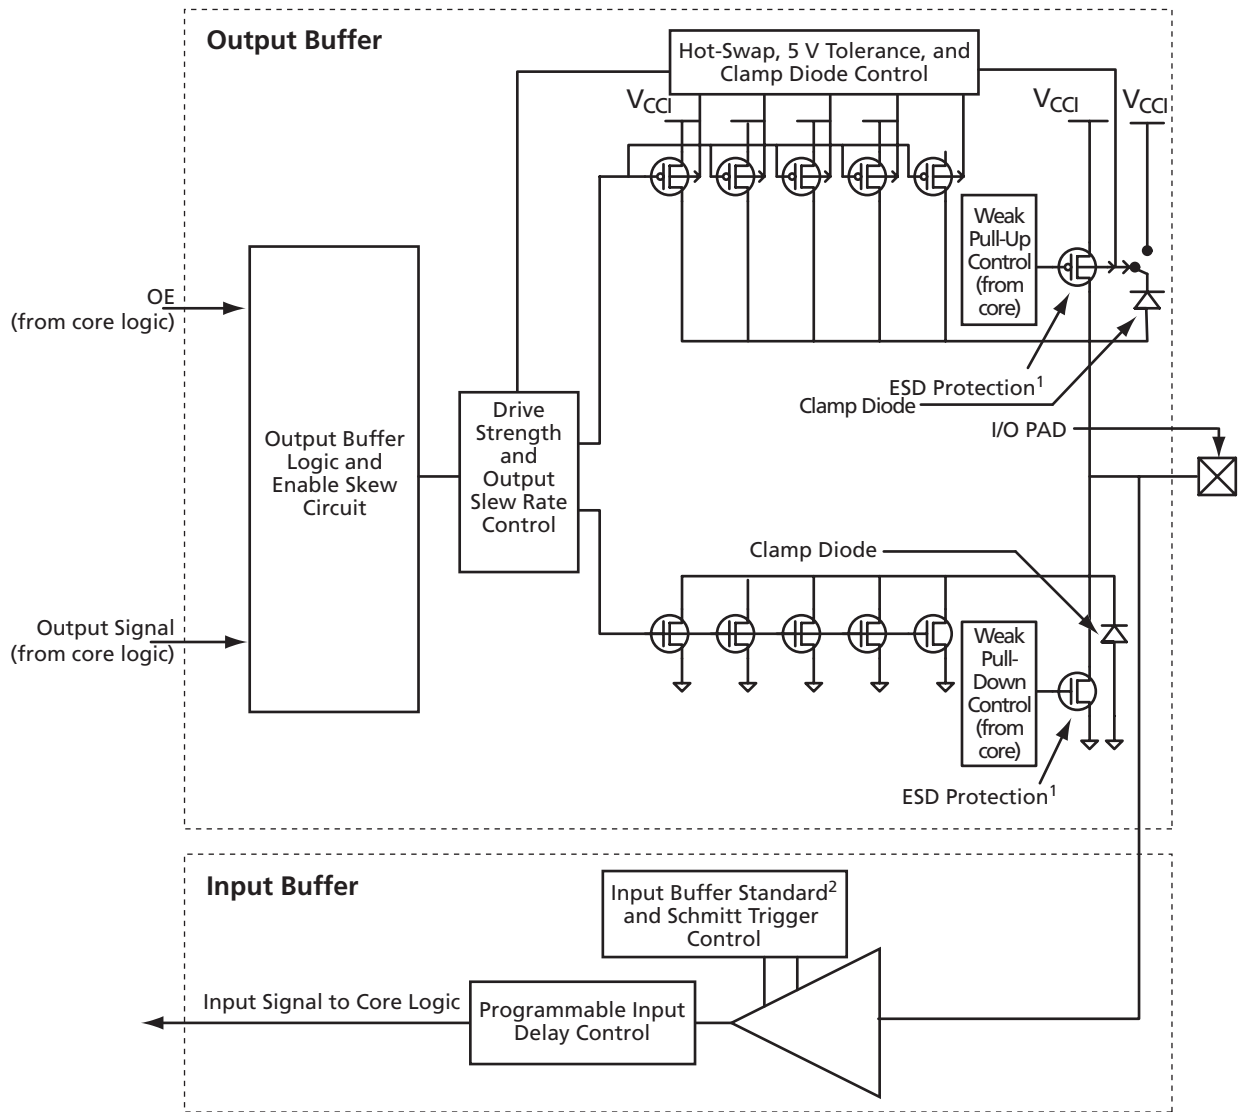 Output Buffer
Hot-Swap, 5 V Tolerance, and
Clamp Diode Control
VCCI
VCCI
VCCI
Weak
Pull-Up
Control
(from
core)
OE
(from core logic)
ESD Protection1
Clamp Diode
I/O PAD
Drive
Strength
and
Output
Slew Rate
Control
Output Buffer
Logic and
Enable Skew
Circuit
Clamp Diode
Output Signal
(from core logic)
Weak
Pull-
Down
Control
(from
core)
ESD Protection1
Input Buffer
Input Buffer Standard2
and Schmitt Trigger
Control
Input Signal to Core Logic
Programmable Input
Delay Control